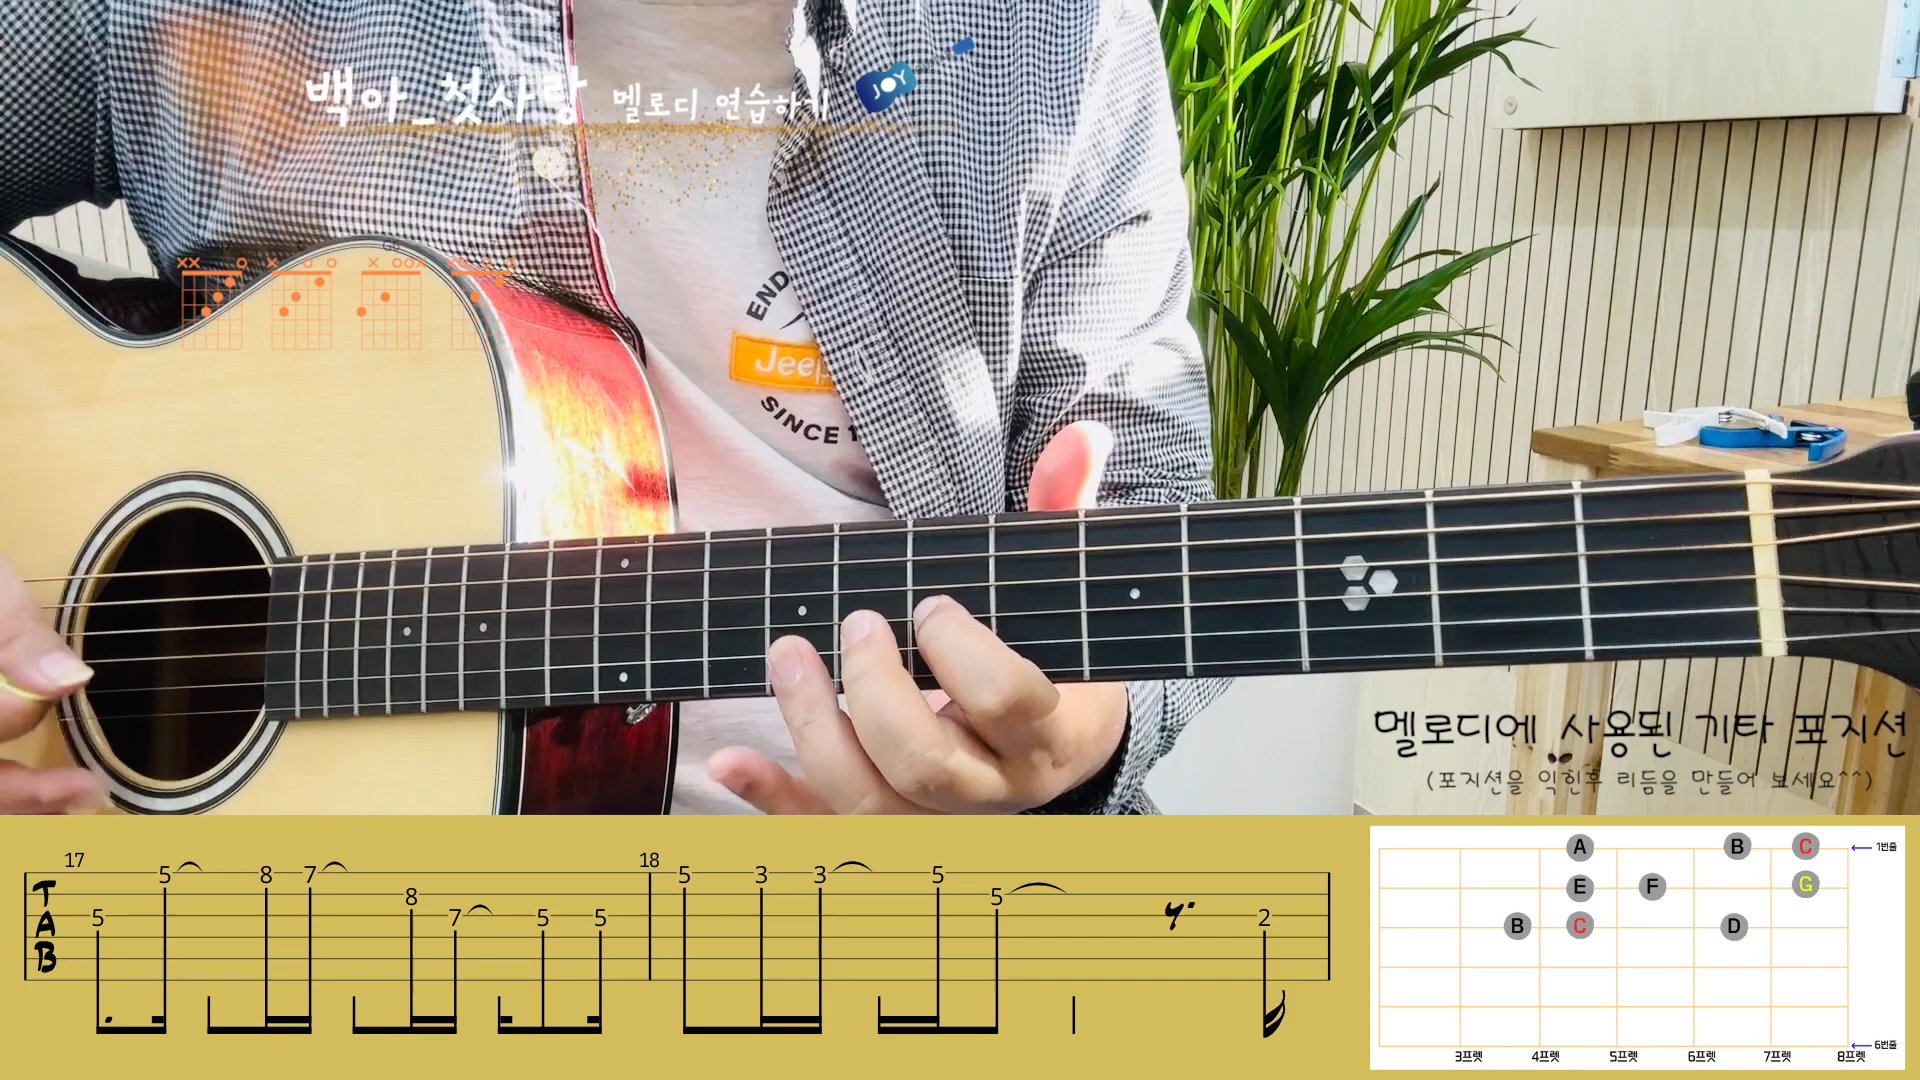 백아_첫사랑 멜로디 연습하기
JOY
××○ ×○○ ×○○×
END
Jeep
SINCE 1
멜로디에 사용된 기타 포지션
(포지션을 익힌후 리듬을 만들어 보세요^^)
17 18
5 8 7 5 3 3 5
8 5
5 7 5 5 2
TAB
A B C ← 1번줄
E F G
B C D
← 6번줄
3프렛 4프렛 5프렛 6프렛 7프렛 8프렛